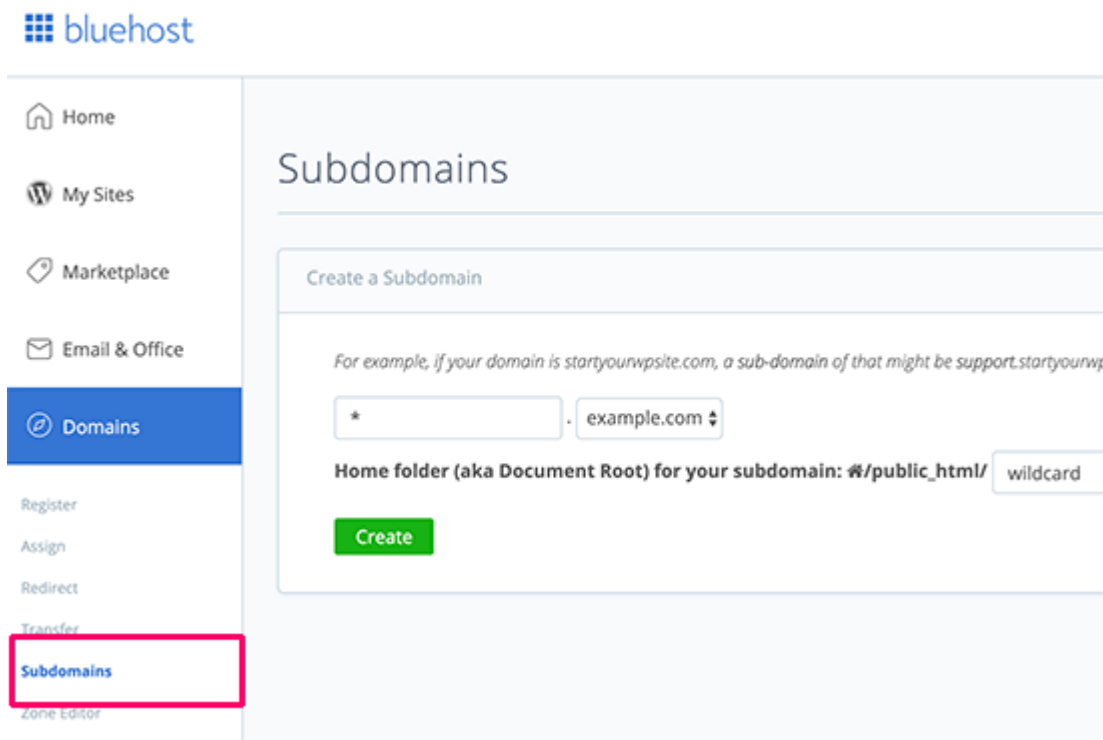 bluehost
Home
My Sites
Marketplace
Email & Office
Domains
Register
Assign
Redirect
Transfer
Subdomains
Zone Editor
Subdomains
Create a Subdomain
For example, if your domain is startyourwpsite.com, a sub-domain of that might be support.startyourwp
* . example.com
Home folder (aka Document Root) for your subdomain: /public_html/ wildcard
Create